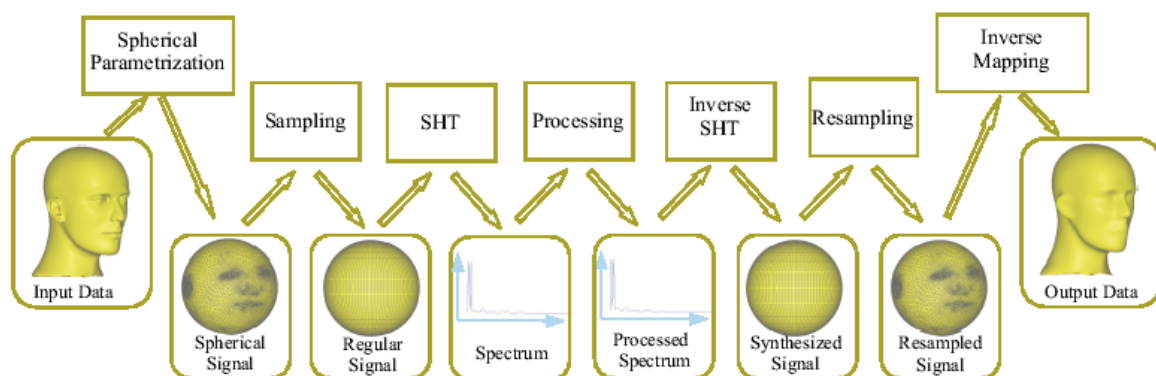 Spherical
Parametrization
Inverse
Mapping
Sampling
SHT
Processing
Inverse
SHT
Resampling
Input Data
Spherical
Signal
Regular
Signal
Spectrum
Processed
Spectrum
Synthesized
Signal
Resampled
Signal
Output Data